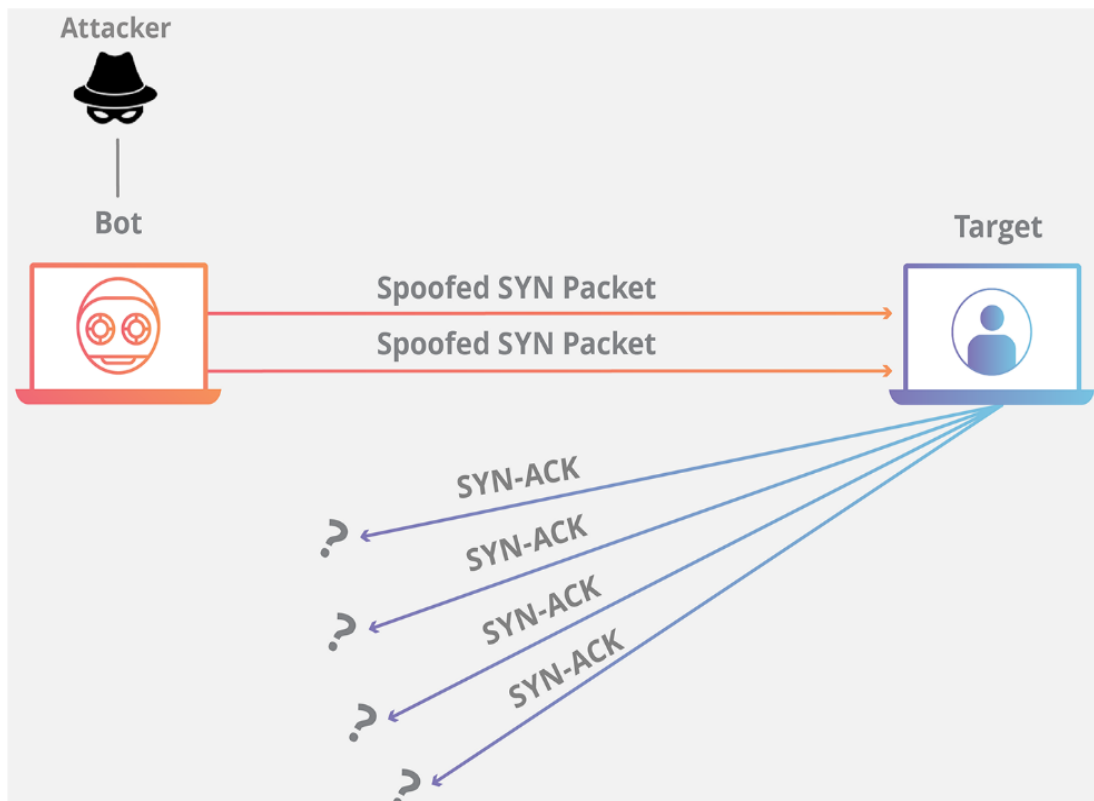 Attacker
Bot
Target
Spoofed SYN Packet
Spoofed SYN Packet
SYN-ACK
?
SYN-ACK
?
SYN-ACK
?
SYN-ACK
?